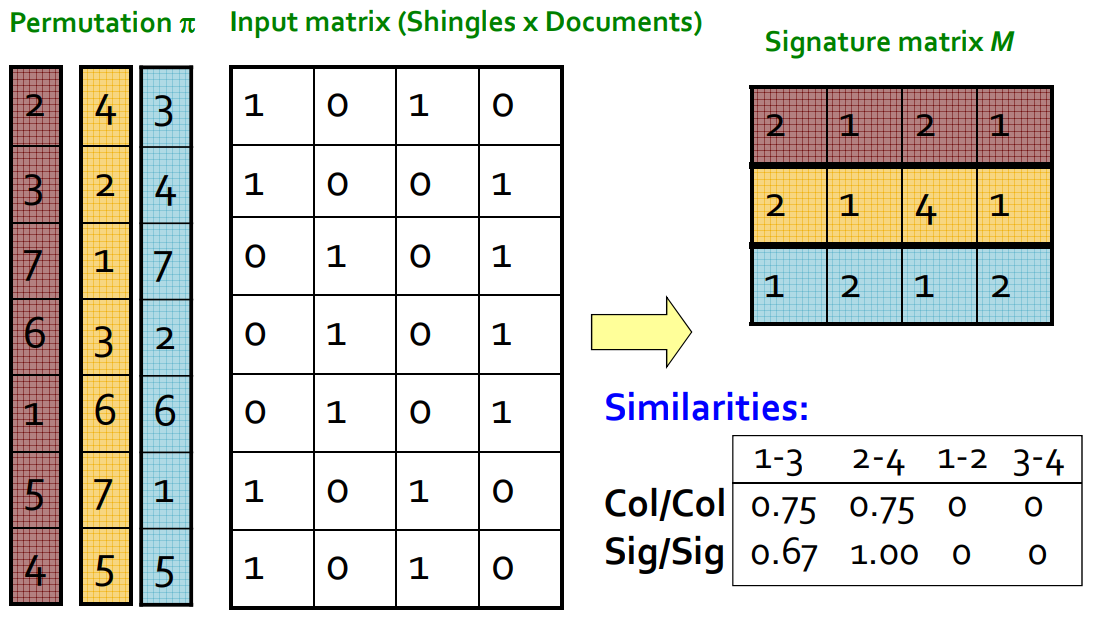 Permutation π
Input matrix (Shingles x Documents)
Signature matrix M
2 4 3 1 0 1 0
3 2 4 1 0 0 1
7 1 7 0 1 0 1
6 3 2 0 1 0 1
1 6 6 0 1 0 1
5 7 1 1 0 1 0
4 5 5 1 0 1 0
2 1 2 1
2 1 4 1
1 2 1 2
Similarities:
1-3 2-4 1-2 3-4
Col/Col 0.75 0.75 0 0
Sig/Sig 0.67 1.00 0 0